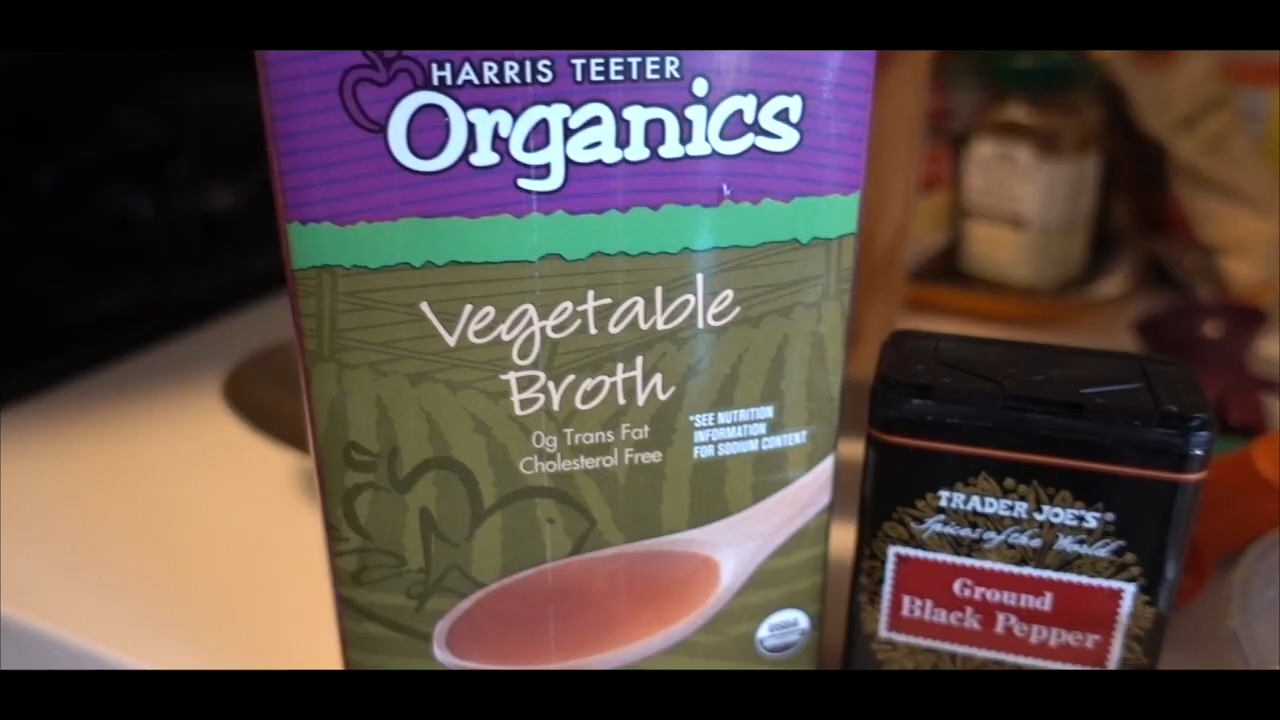 HARRIS TEETER
Organics
Vegetable
Broth
0g Trans Fat
Cholesterol Free
*SEE NUTRITION
INFORMATION
FOR SODIUM CONTENT
USDA
TRADER JOE'S®
Spices of the World
Ground
Black Pepper